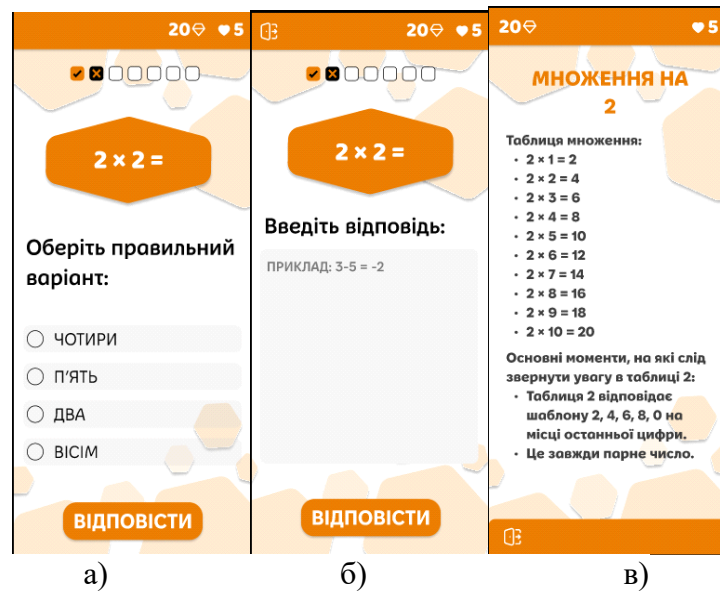 20 5
2 × 2 =
Оберіть правильний
варіант:
ЧОТИРИ
П'ЯТЬ
ДВА
ВІСІМ
ВІДПОВІСТИ
а)
20 5
2 × 2 =
Введіть відповідь:
ПРИКЛАД: 3-5 = -2
ВІДПОВІСТИ
б)
20 5
МНОЖЕННЯ НА
2
Таблиця множення:
• 2 × 1 = 2
• 2 × 2 = 4
• 2 × 3 = 6
• 2 × 4 = 8
• 2 × 5 = 10
• 2 × 6 = 12
• 2 × 7 = 14
• 2 × 8 = 16
• 2 × 9 = 18
• 2 × 10 = 20
Основні моменти, на які слід
звернути увагу в таблиці 2:
• Таблиця 2 відповідає
шаблону 2, 4, 6, 8, 0 на
місці останньої цифри.
• Це завжди парне число.
в)